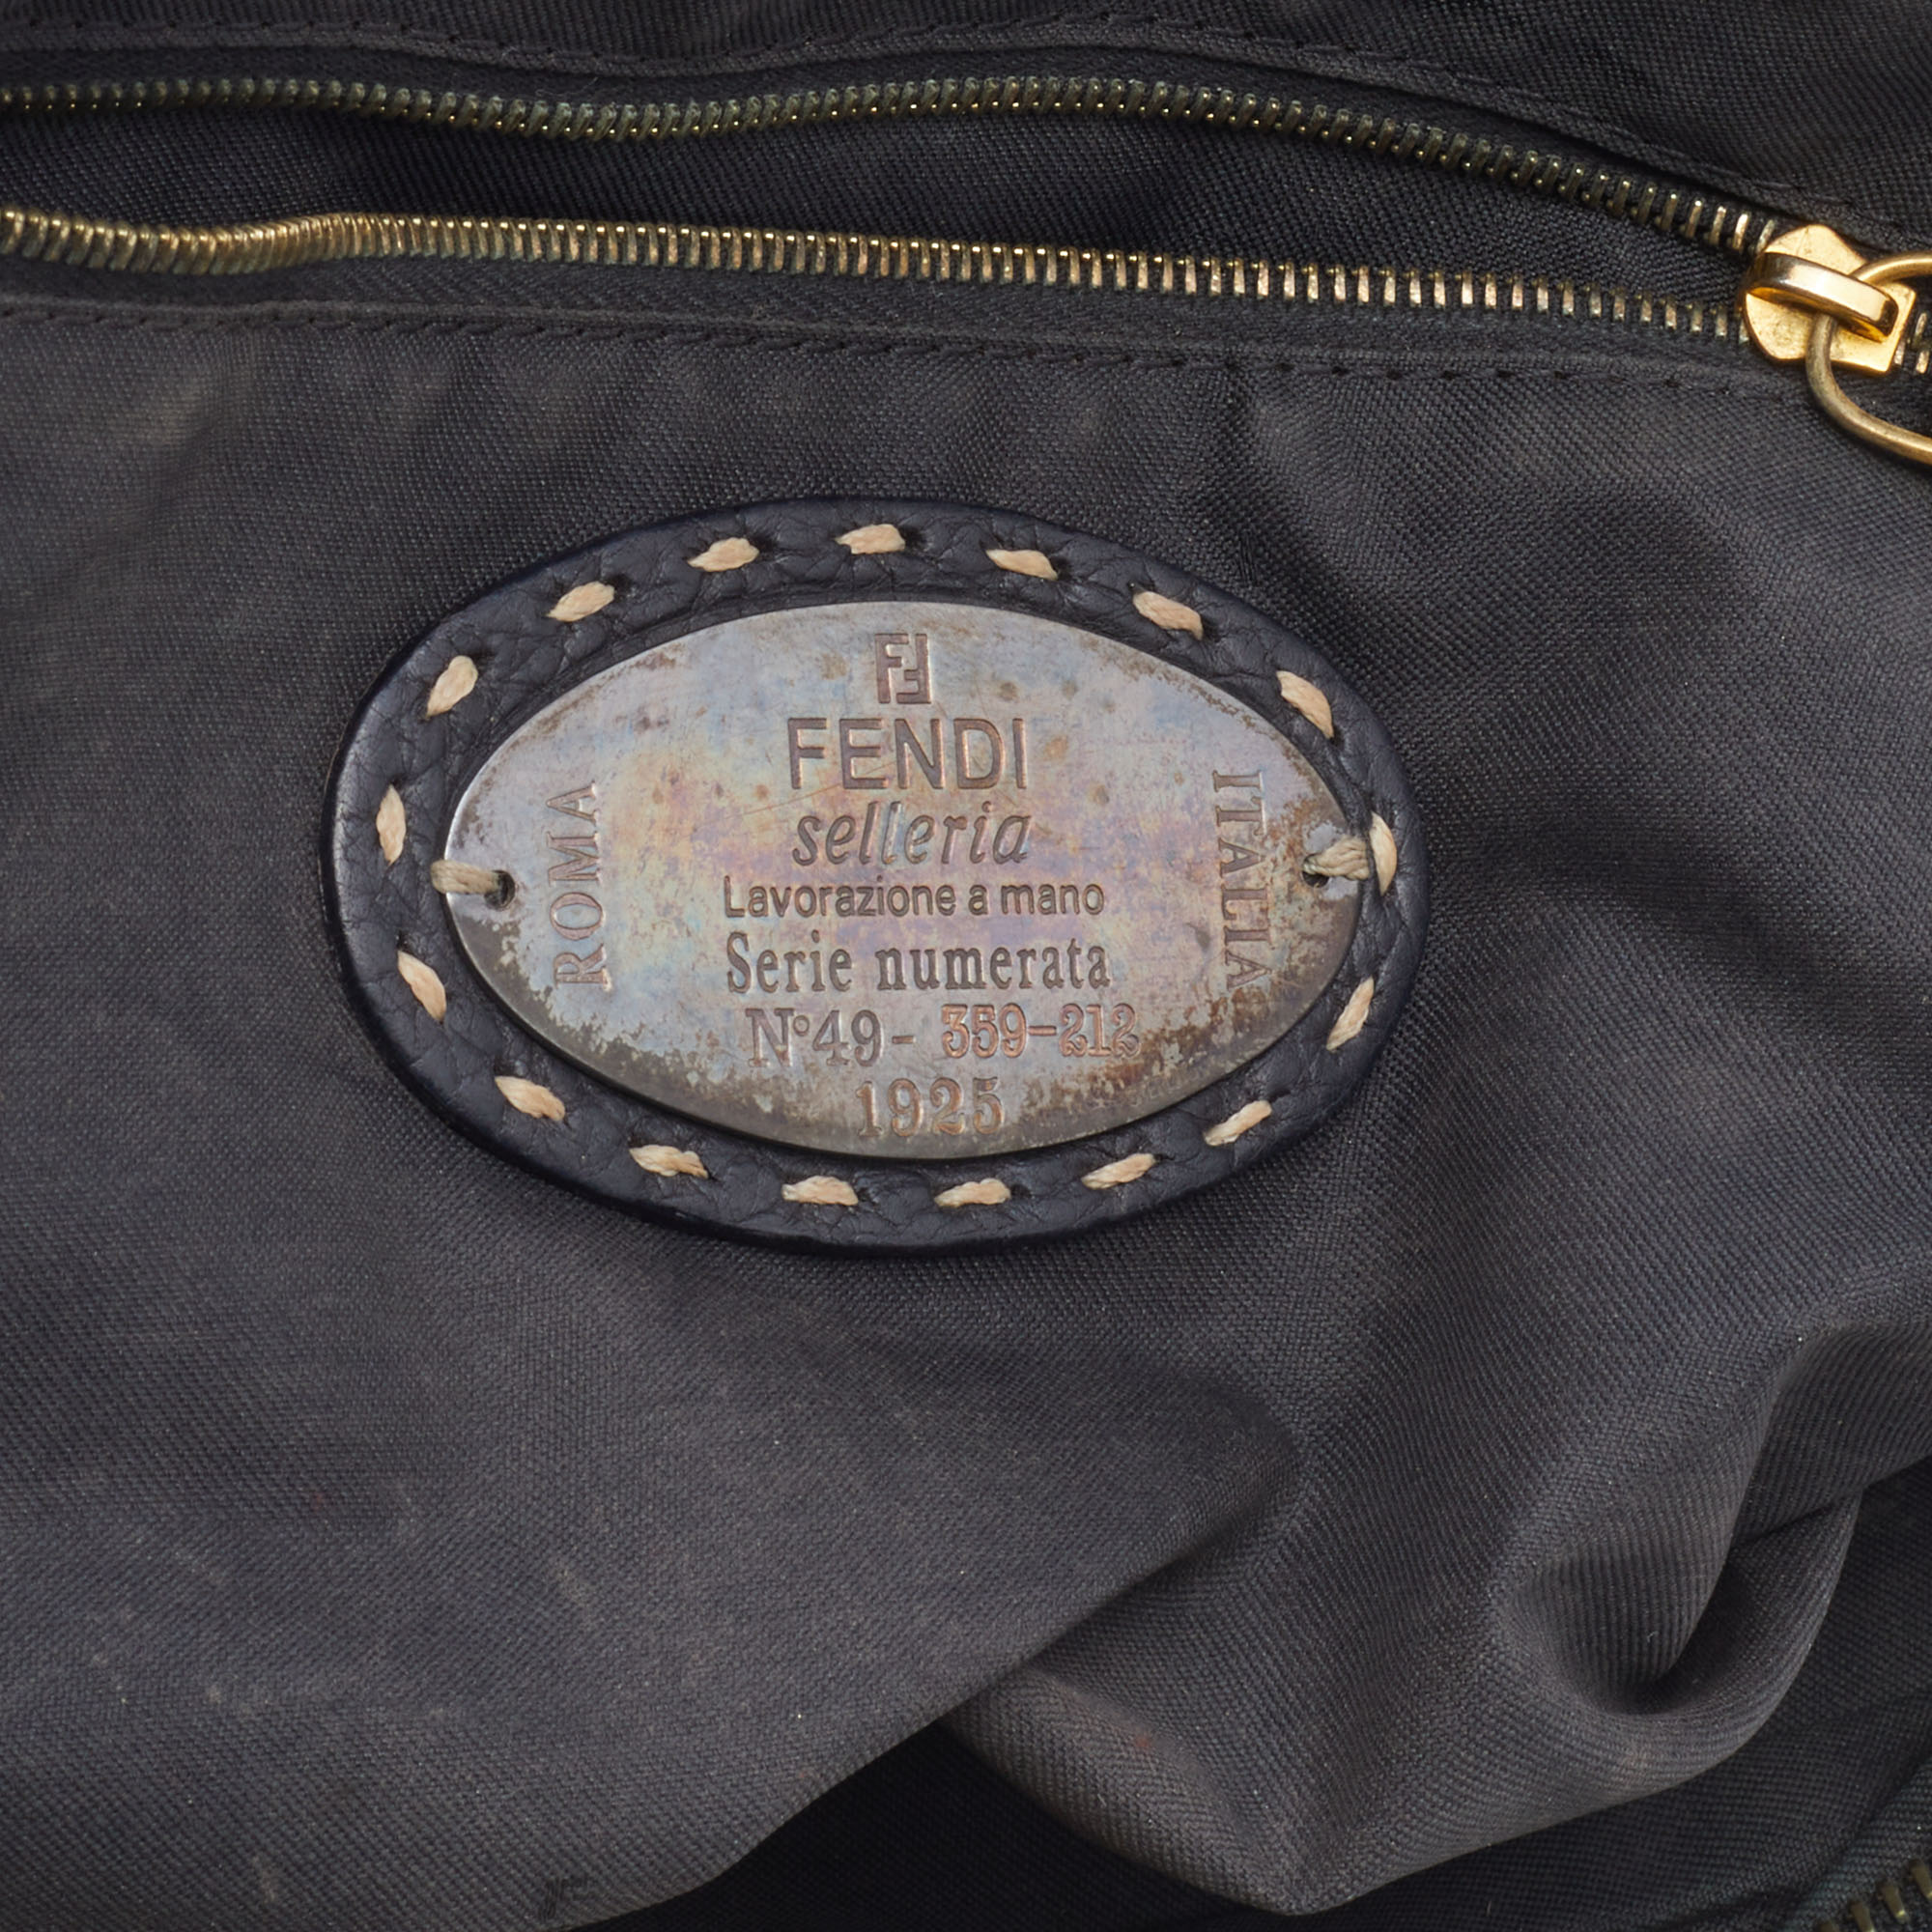 FF
FENDI
selleria
Lavorazione a mano
Serie numerata
N°49- 359-212
1925
ROMA
ITALIA